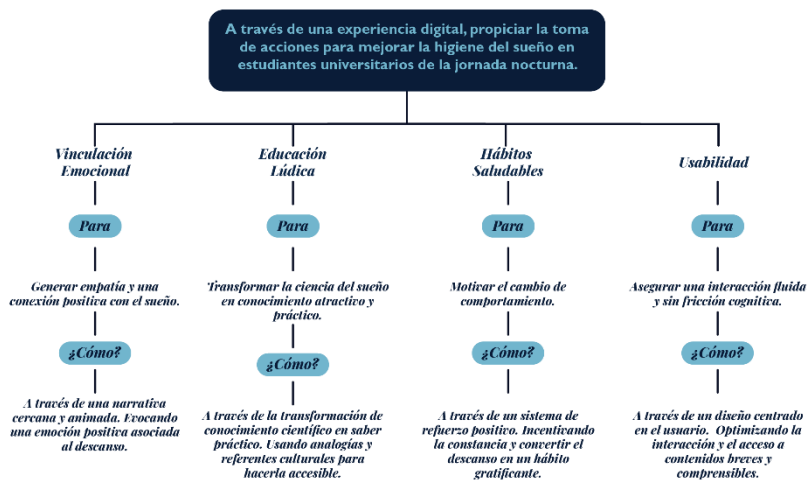 A través de una experiencia digital, propiciar la toma
de acciones para mejorar la higiene del sueño en
estudiantes universitarios de la jornada nocturna.
Vinculación
Emocional
Educación
Lúdica
Hábitos
Saludables
Usabilidad
Para
Para
Para
Para
Generar empatía y una
conexión positiva con el sueño.
Transformar la ciencia del sueño
en conocimiento atractivo y
práctico.
Motivar el cambio de
comportamiento.
Asegurar una interacción fluida
y sin fricción cognitiva.
¿Cómo?
¿Cómo?
¿Cómo?
¿Cómo?
A través de una narrativa
cercana y animada. Evocando
una emoción positiva asociada
al descanso.
A través de la transformación de
conocimiento científico en saber
práctico. Usando analogías y
referentes culturales para
hacerla accesible.
A través de un sistema de
refuerzo positivo. Incentivando
la constancia y convertir el
descanso en un hábito
gratificante.
A través de un diseño centrado
en el usuario. Optimizando la
interacción y el acceso a
contenidos breves y
comprensibles.